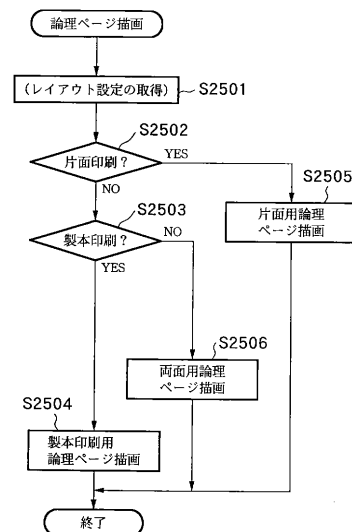 論理ページ描画
(レイアウト設定の取得)
S2501
S2502
片面印刷?
YES
NO
S2505
片面用論理
ページ描画
S2503
製本印刷?
NO
YES
S2506
両面用論理
ページ描画
S2504
製本印刷用
論理ページ描画
終了